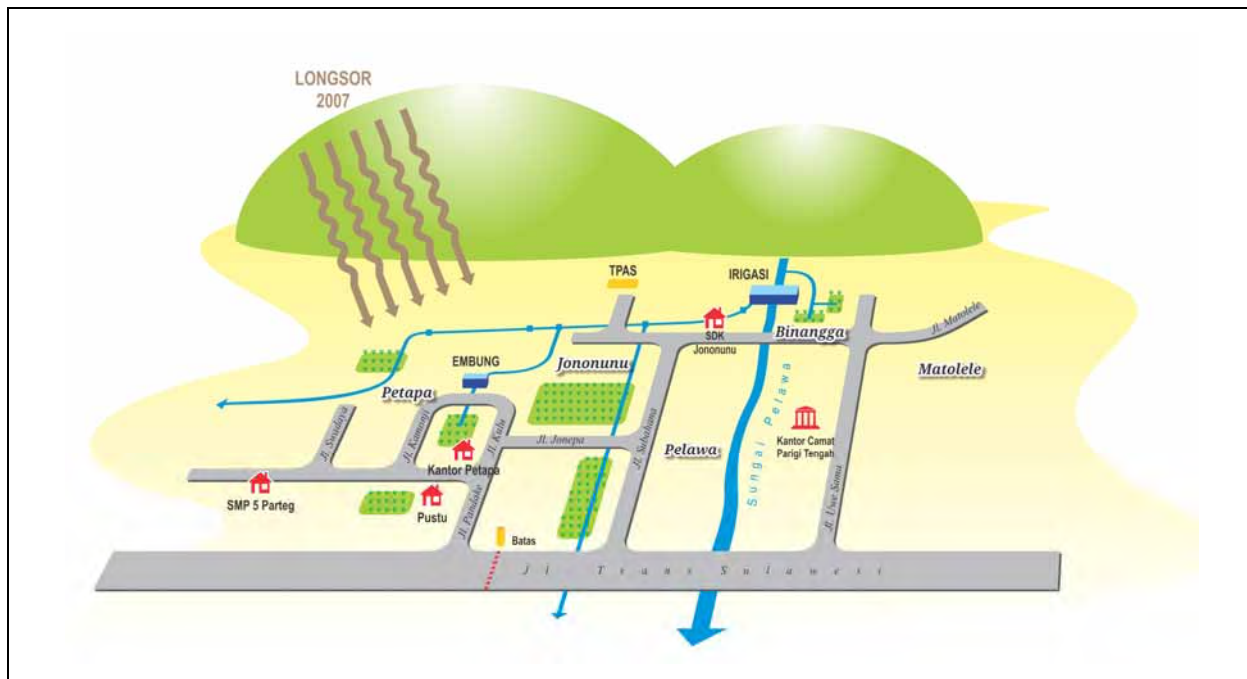 LONGSOR
2007
TPAS
IRIGASI
SDK
Jononunu
Binangga
Jl. Matolele
Matolele
EMBUNG
Jononunu
Petapa
Jl. Swadaya
Jl. Kamonji
Jl. Kulu
Jl. Jonepa
Jl. Subahana
Pelawa
Sungai Pelawa
Kantor Camat
Parigi Tengah
Jl. Uwe Sama
Kantor Petapa
SMP 5 Parteg
Pustu
Jl. Pandake
Batas
Jl. Trans Sulawesi